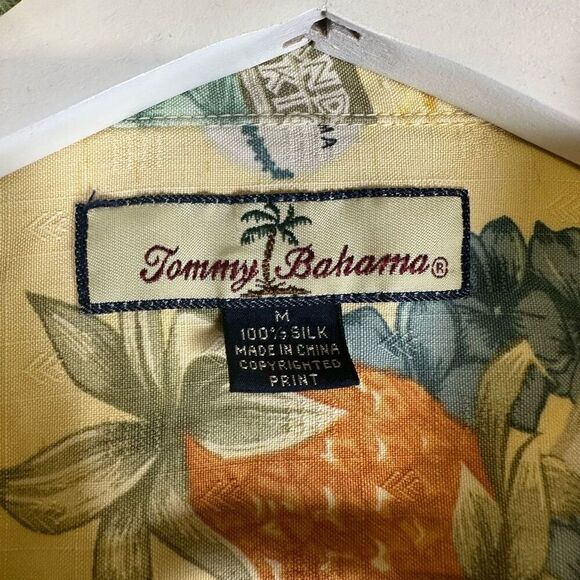 Tommy Bahama®
M
100% SILK
MADE IN CHINA
COPYRIGHTED
PRINT